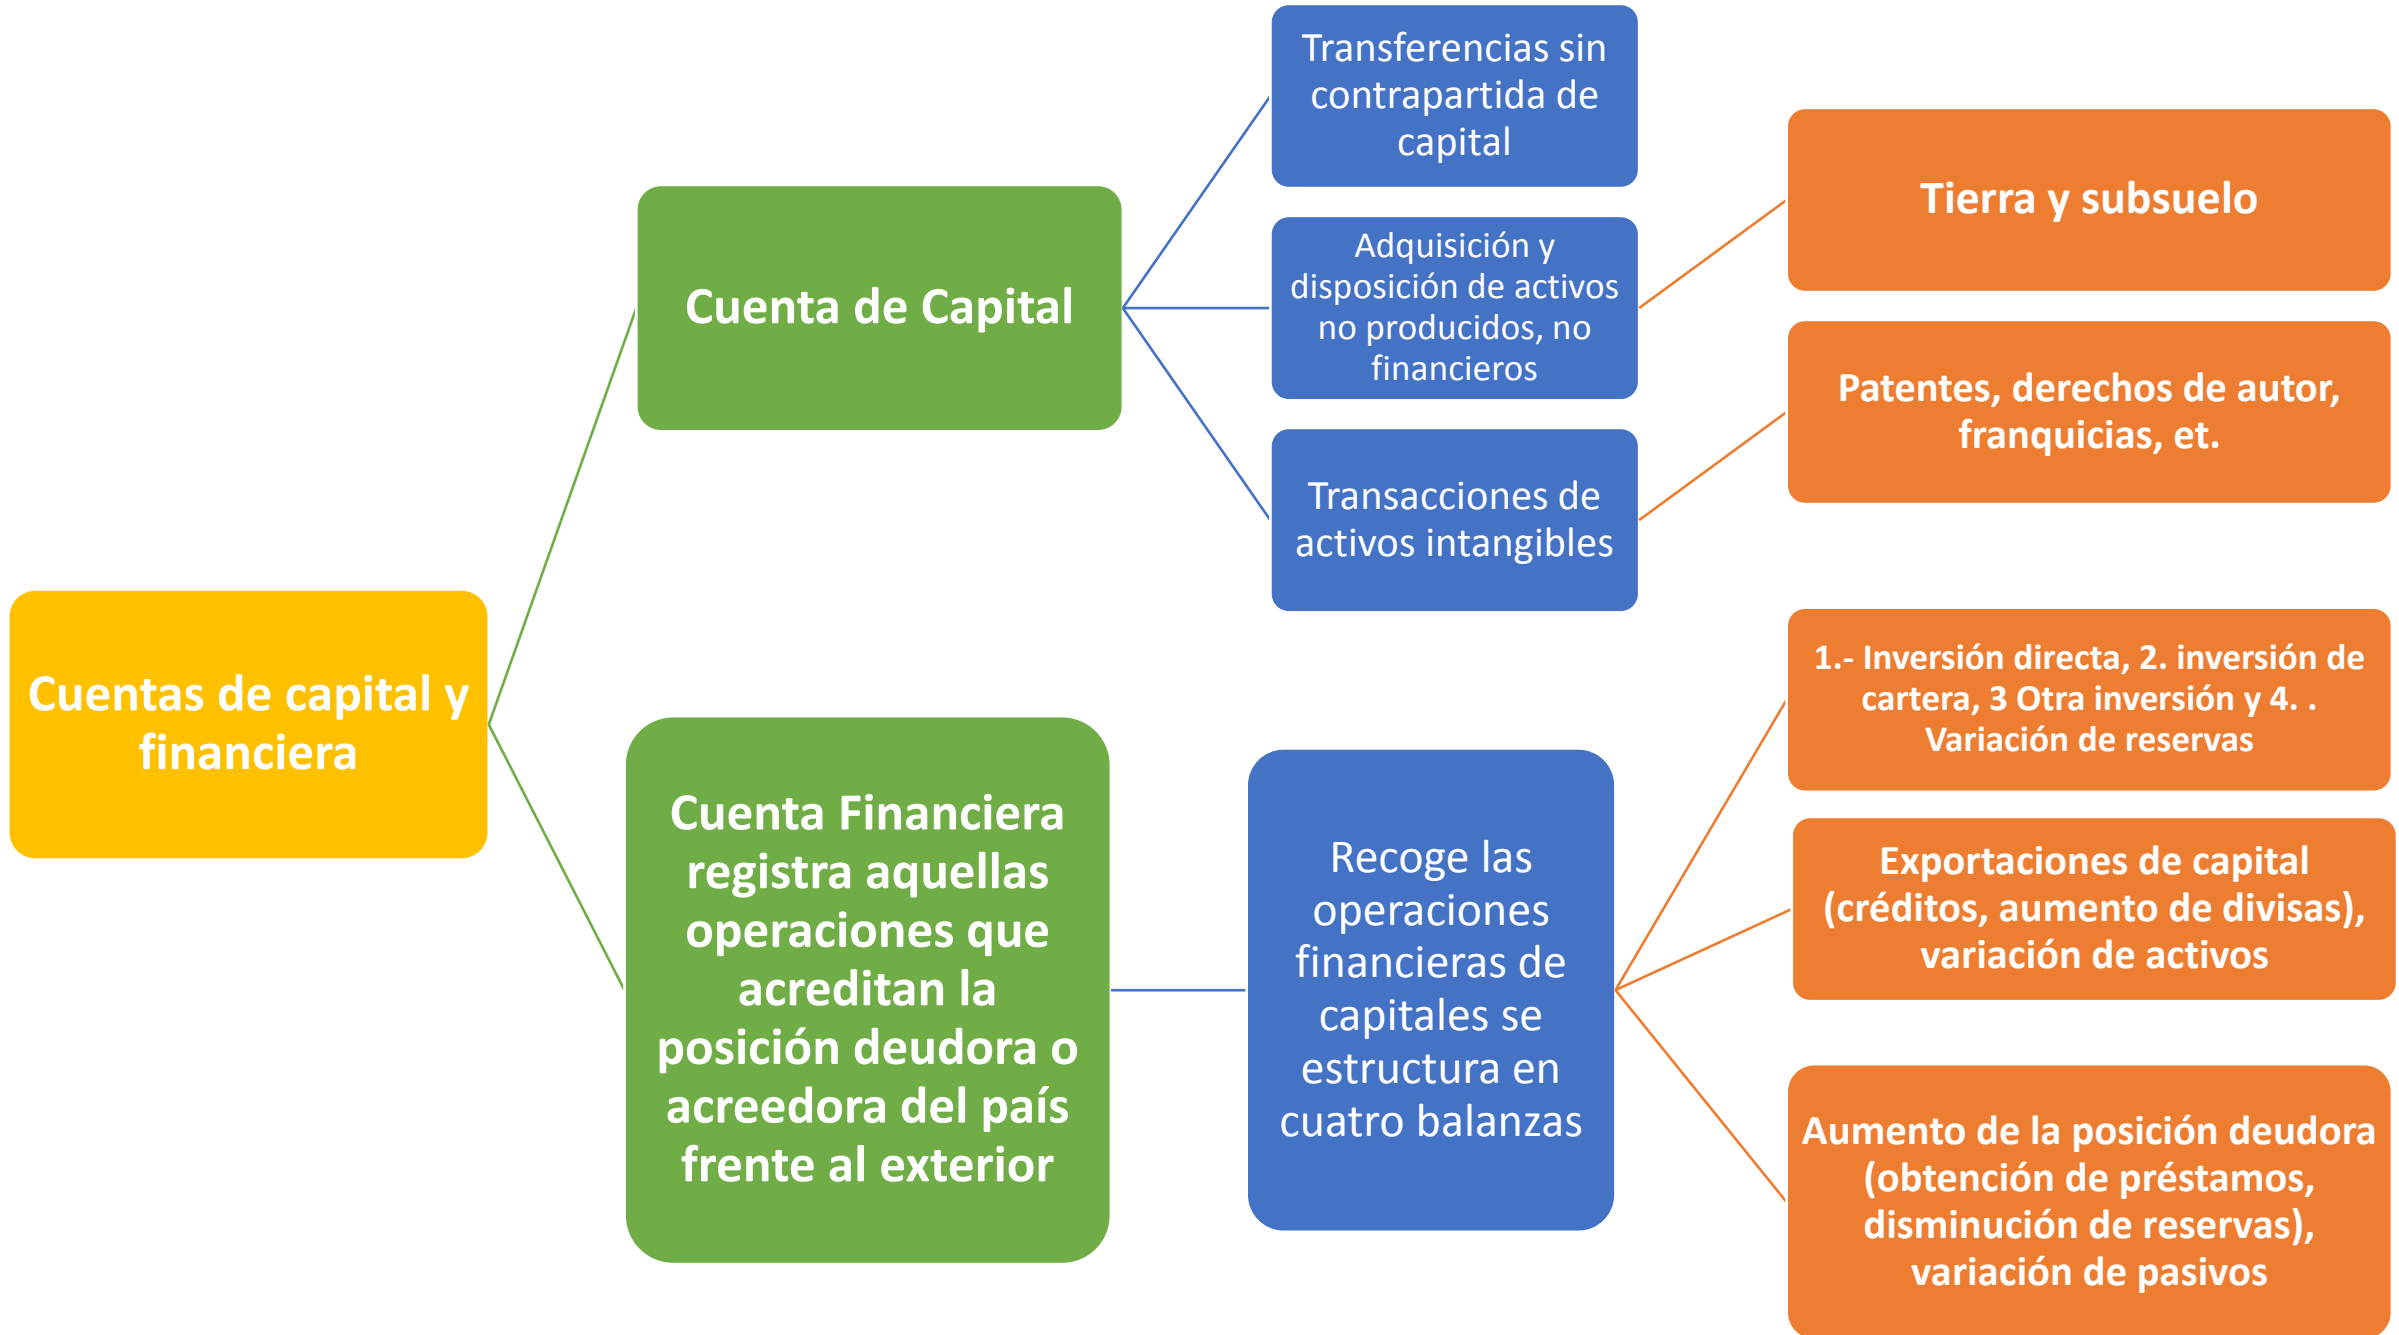 Cuentas de capital y
financiera
Cuenta de Capital
Transferencias sin
contrapartida de
capital
Adquisición y
disposición de activos
no producidos, no
financieros
Tierra y subsuelo
Transacciones de
activos intangibles
Patentes, derechos de autor,
franquicias, et.
Cuenta Financiera
registra aquellas
operaciones que
acreditan la
posición deudora o
acreedora del país
frente al exterior
Recoge las
operaciones
financieras de
capitales se
estructura en
cuatro balanzas
1.- Inversión directa, 2. inversión de
cartera, 3 Otra inversión y 4. .
Variación de reservas
Exportaciones de capital
(créditos, aumento de divisas),
variación de activos
Aumento de la posición deudora
(obtención de préstamos,
disminución de reservas),
variación de pasivos